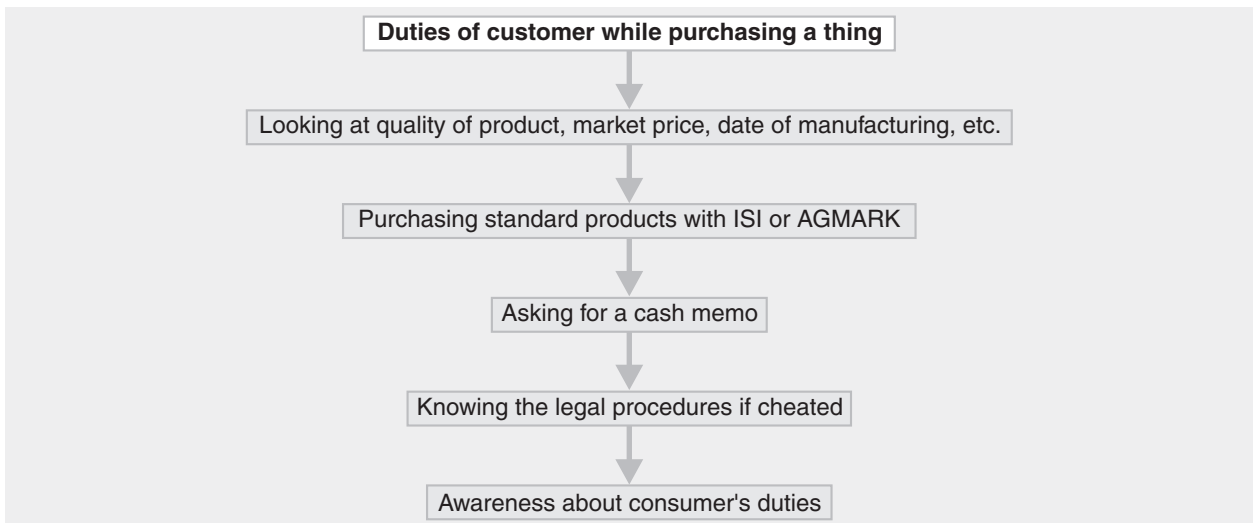 Duties of customer while purchasing a thing
Looking at quality of product, market price, date of manufacturing, etc.
Purchasing standard products with ISI or AGMARK
Asking for a cash memo
Knowing the legal procedures if cheated
Awareness about consumer's duties